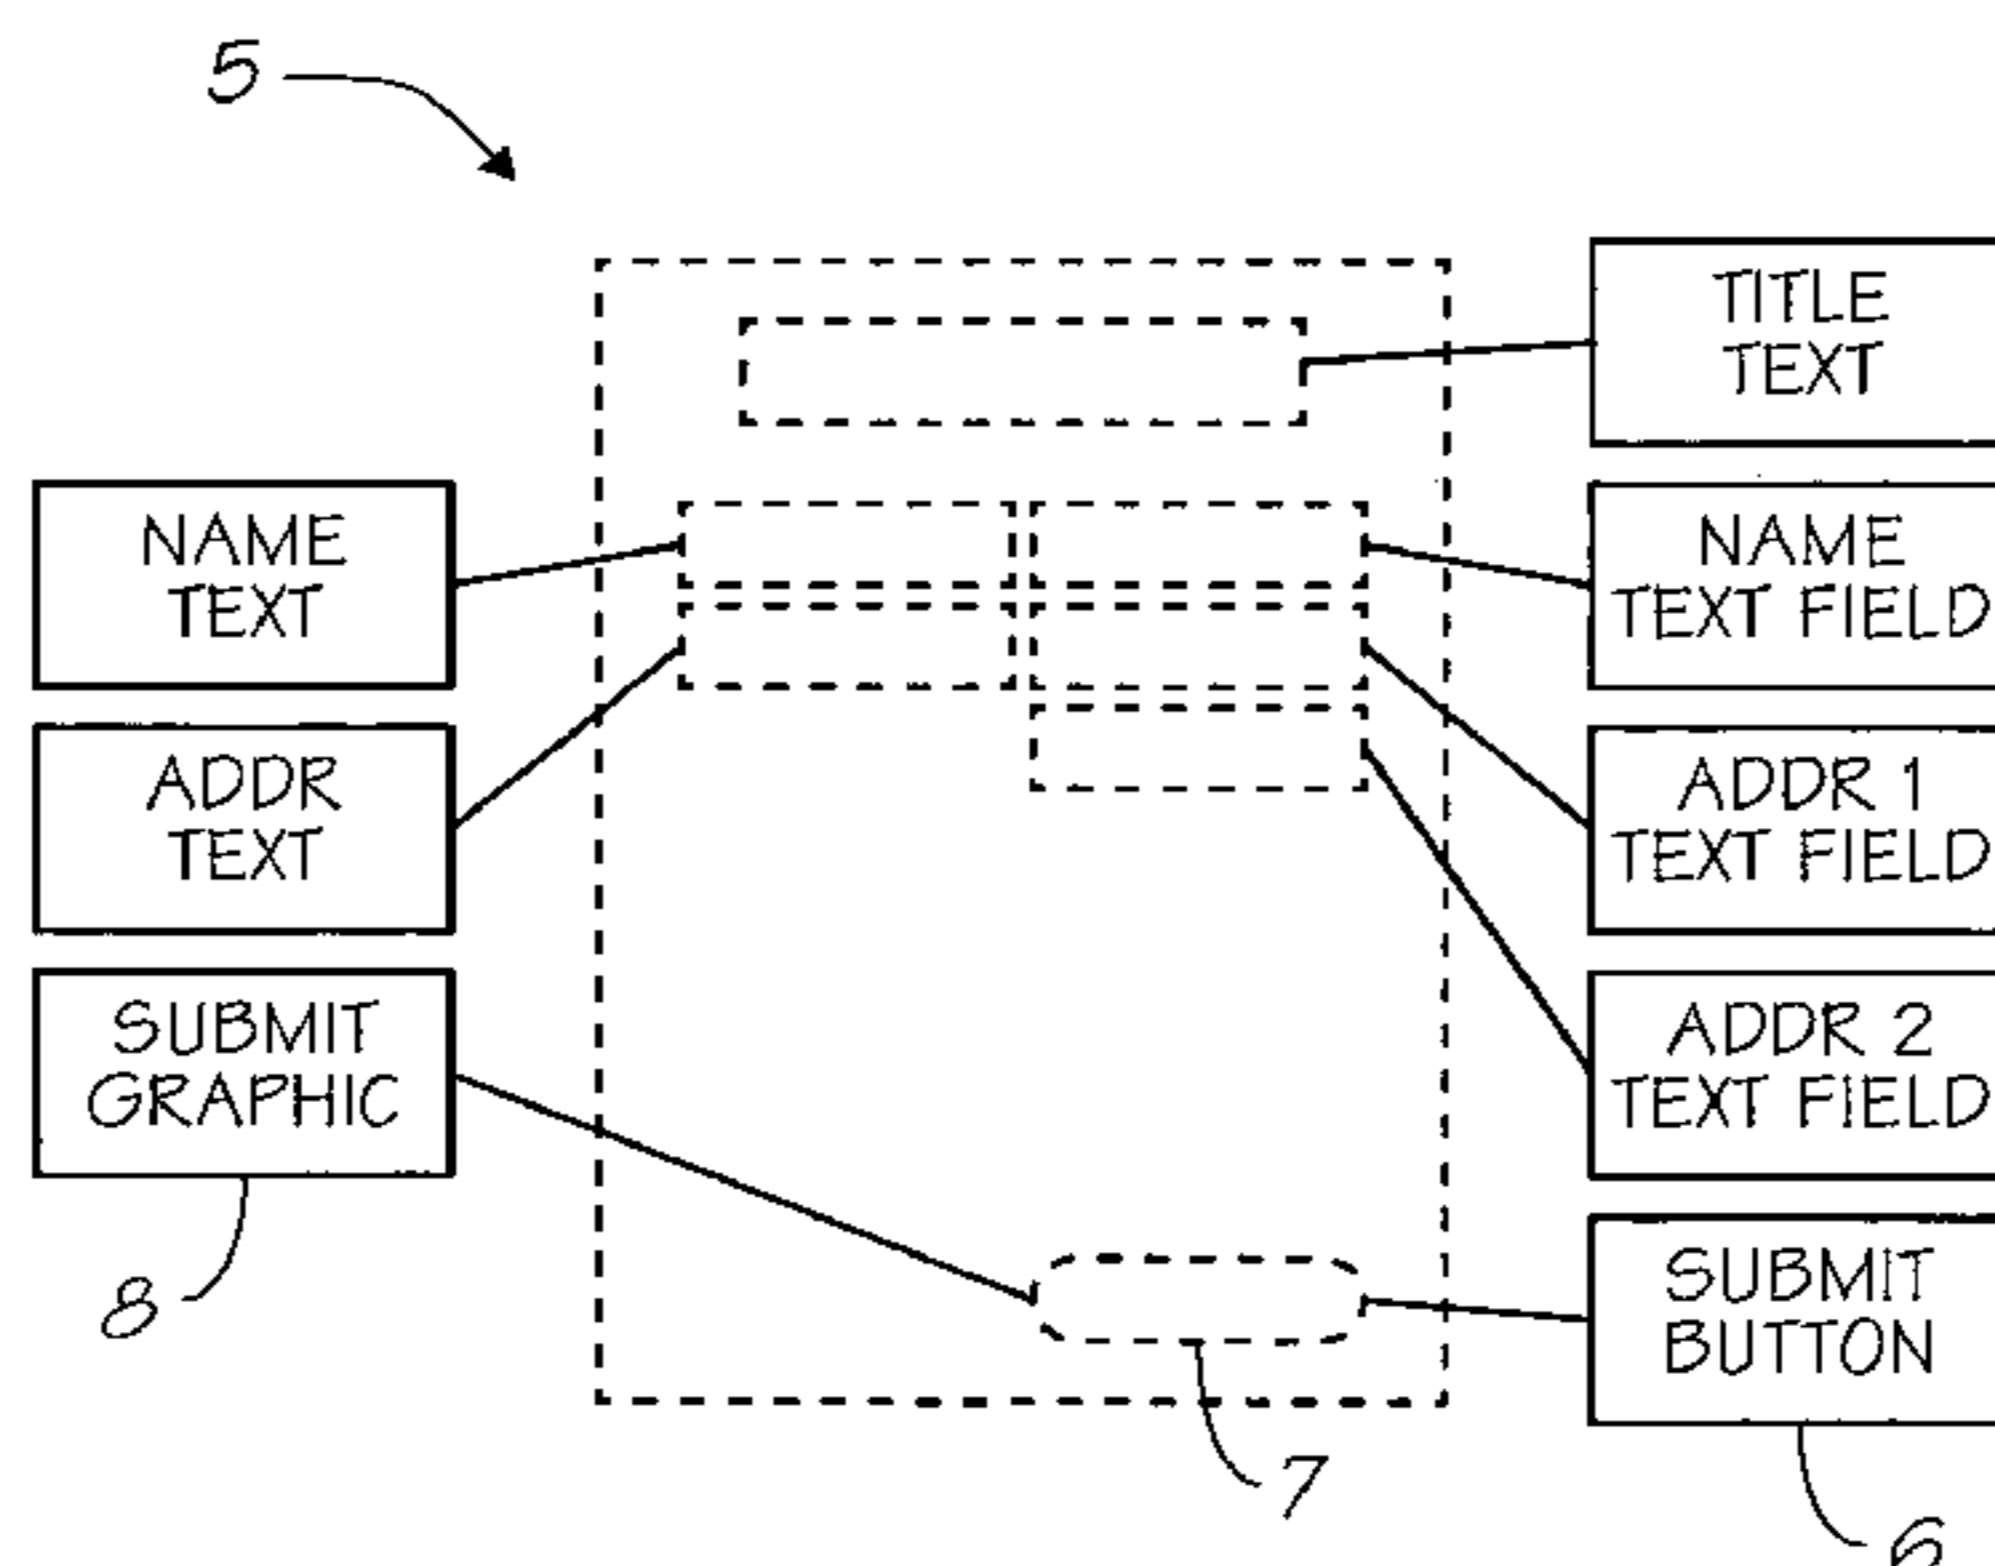 5
TITLE
TEXT
NAME
TEXT
NAME
TEXT FIELD
ADDR
TEXT
ADDR 1
TEXT FIELD
SUBMIT
GRAPHIC
ADDR 2
TEXT FIELD
8
SUBMIT
BUTTON
7
6